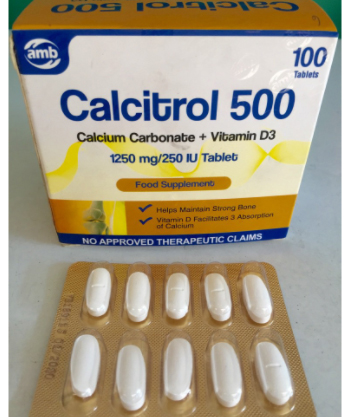 Calcitrol 500
amb
100
Tablets
Calcitrol 500
Calcium Carbonate + Vitamin D3
1250 mg/250 IU Tablet
Food Supplement
Helps Maintain Strong Bone
Vitamin D Facilitates 3 Absorption
of Calcium
NO APPROVED THERAPEUTIC CLAIMS